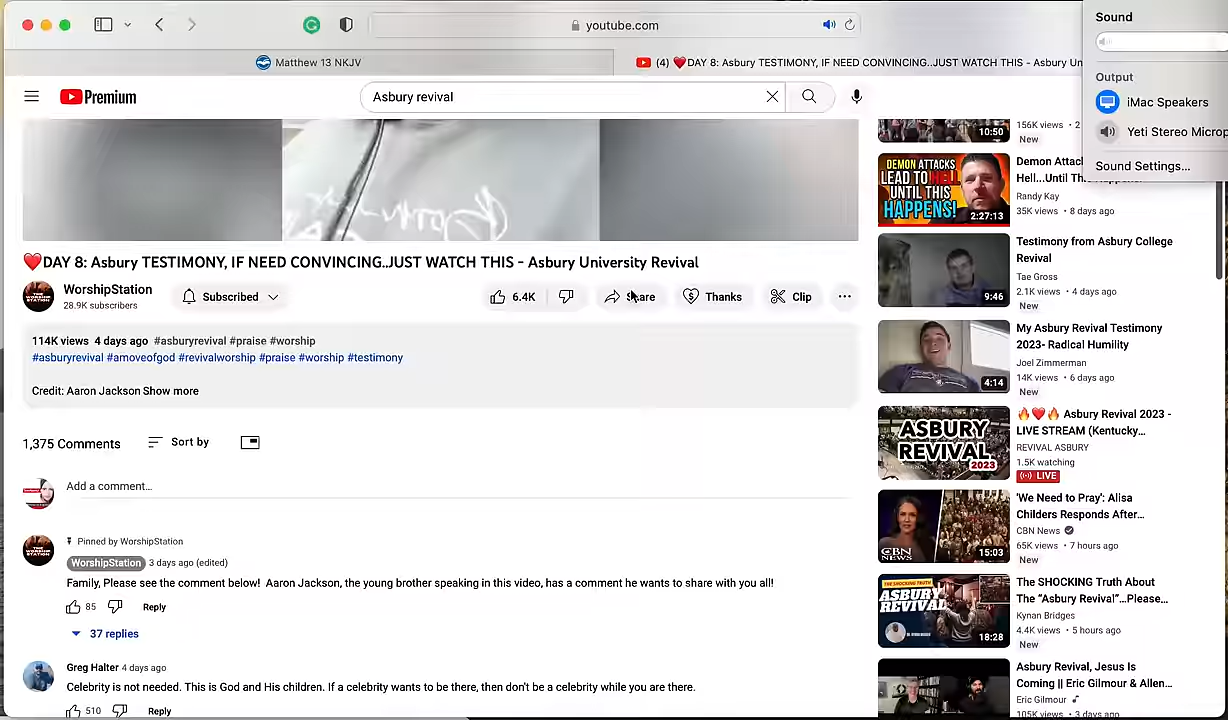 youtube.com
Sound
Matthew 13 NKJV
(4) ❤️DAY 8: Asbury TESTIMONY, IF NEED CONVINCING..JUST WATCH THIS - Asbury Un
Output
iMac Speakers
Yeti Stereo Microp
Sound Settings...
Premium
Asbury revival
❤️DAY 8: Asbury TESTIMONY, IF NEED CONVINCING..JUST WATCH THIS - Asbury University Revival
WorshipStation
28.9K subscribers
Subscribed
6.4K
Share
Thanks
Clip
114K views 4 days ago #asburyrevival #praise #worship
#asburyrevival #amoveofgod #revivalworship #praise #worship #testimony
Credit: Aaron Jackson Show more
1,375 Comments
Sort by
Add a comment...
Pinned by WorshipStation
WorshipStation 3 days ago (edited)
Family, Please see the comment below! Aaron Jackson, the young brother speaking in this video, has a comment he wants to share with you all!
85
Reply
37 replies
Greg Halter 4 days ago
Celebrity is not needed. This is God and His children. If a celebrity wants to be there, then don't be a celebrity while you are there.
510
Reply
10:50
156K views • 2
New
DEMON ATTACKS
LEAD TO HELL
UNTIL THIS
HAPPENS!
2:27:13
Demon Attac
Hell...Until Th
Randy Kay
35K views • 8 days ago
9:46
Testimony from Asbury College
Revival
Tae Gross
2.1K views • 4 days ago
New
4:14
My Asbury Revival Testimony
2023- Radical Humility
Joel Zimmerman
14K views • 6 days ago
New
ASBURY
REVIVAL
2023
🔥❤️🔥 Asbury Revival 2023 -
LIVE STREAM (Kentucky...
REVIVAL ASBURY
1.5K watching
LIVE
CBN
NEWS
15:03
'We Need to Pray': Alisa
Childers Responds After...
CBN News
65K views • 7 hours ago
New
THE SHOCKING TRUTH ABOUT
ASBURY
REVIVAL
18:28
The SHOCKING Truth About
The “Asbury Revival”...Please...
Kynan Bridges
4.4K views • 5 hours ago
New
Asbury Revival, Jesus Is
Coming || Eric Gilmour & Allen...
Eric Gilmour
105K views • 3 days ago